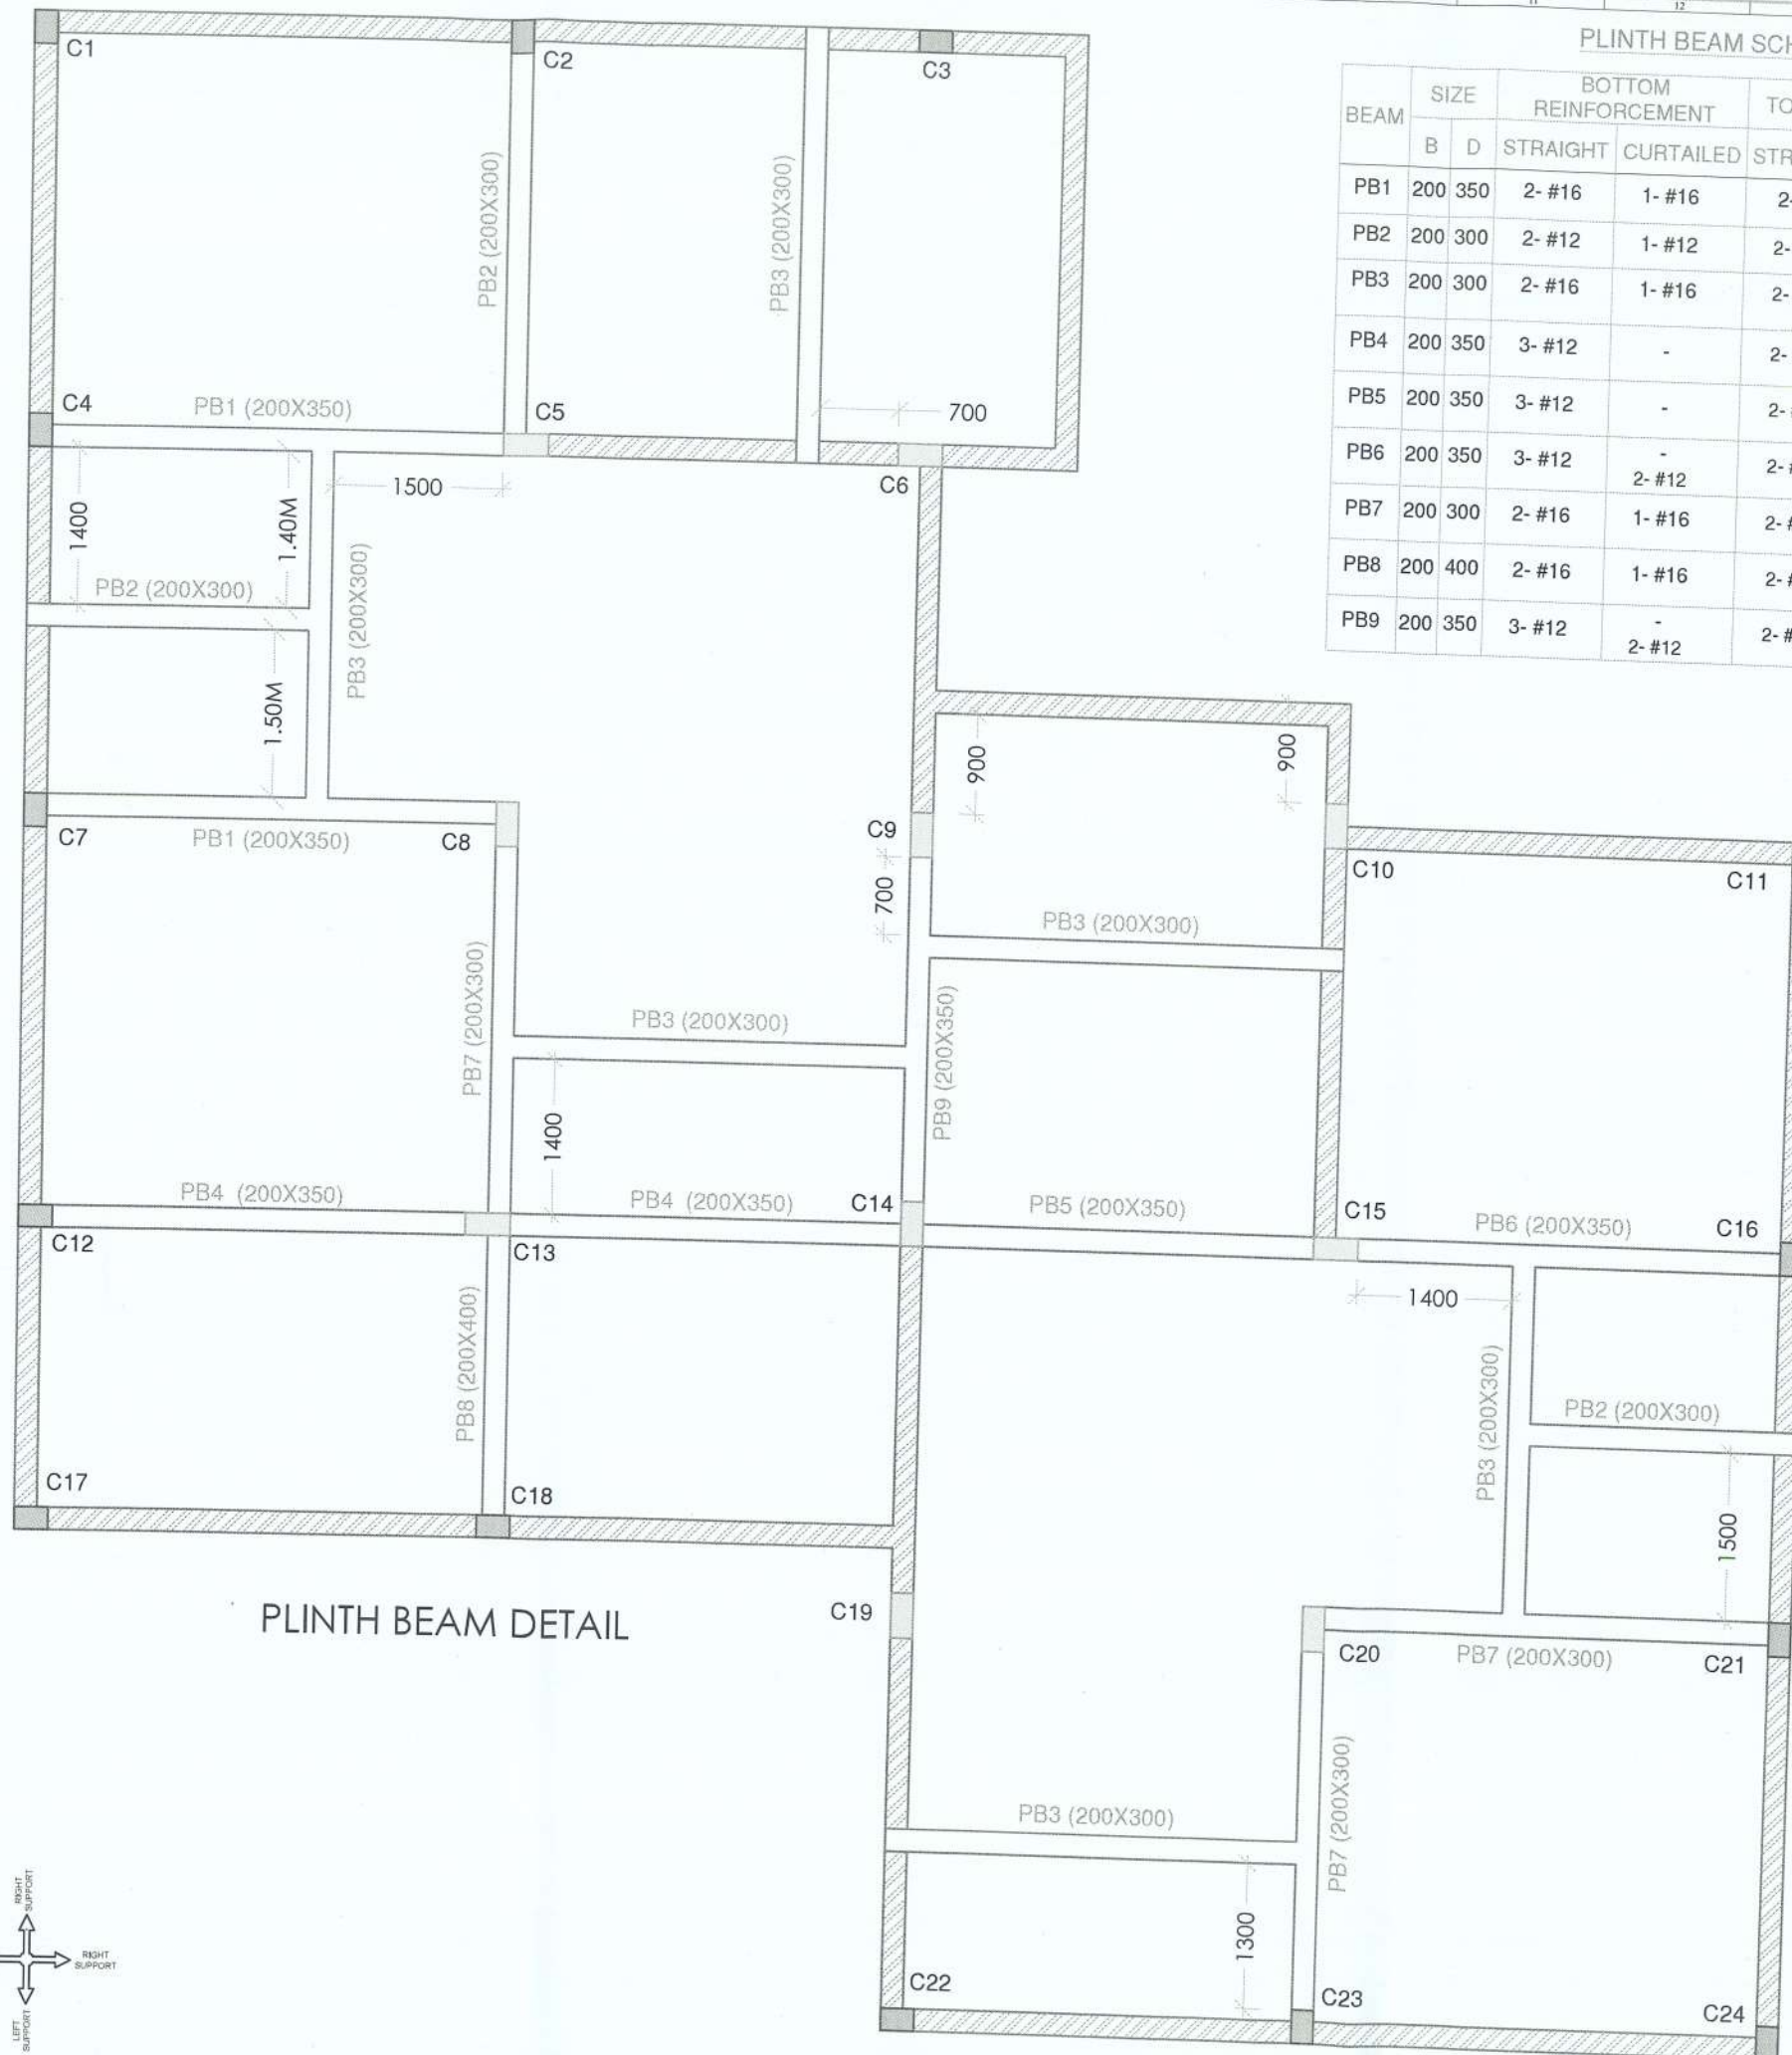 11
12
PLINTH BEAM
BEAM
SIZE
BOTTOM REINFORCEMENT
B D STRAIGHT CURTAILED
PB1 200 350 2- #16 1- #16
PB2 200 300 2- #12 1- #12
PB3 200 300 2- #16 1- #16
PB4 200 350 3- #12 -
PB5 200 350 3- #12 -
PB6 200 350 3- #12 - 2- #12
PB7 200 300 2- #16 1- #16
PB8 200 400 2- #16 1- #16
PB9 200 350 3- #12 - 2- #12
C1
C2
C3
PB2 (200X300)
PB3 (200X300)
C4
PB1 (200X350)
C5
700
1500
C6
1400
1.40M
PB2 (200X300)
PB3 (200X300)
1.50M
900
900
C7
PB1 (200X350)
C8
C9
700
C10
C11
PB3 (200X300)
PB7 (200X300)
PB3 (200X300)
PB9 (200X350)
1400
PB4 (200X350)
PB4 (200X350)
C14
PB5 (200X350)
C15
PB6 (200X350)
C16
C12
C13
1400
PB8 (200X400)
PB3 (200X300)
PB2 (200X300)
C17
C18
1500
PLINTH BEAM DETAIL
C19
C20
PB7 (200X300)
C21
PB3 (200X300)
PB7 (200X300)
1300
C22
C23
C24
RIGHT
SUPPORT
RIGHT
SUPPORT
LEFT
SUPPORT